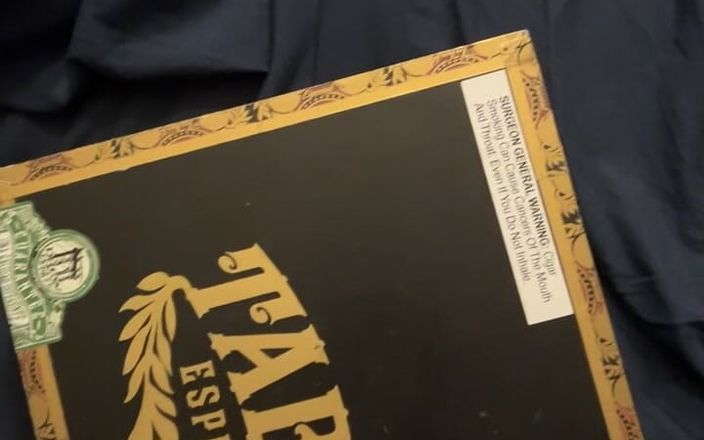 SURGEON GENERAL WARNING: Cigar
Smoking Can Cause Cancers Of The Mouth
And Throat, Even If You Do Not Inhale.
TAB
ESP